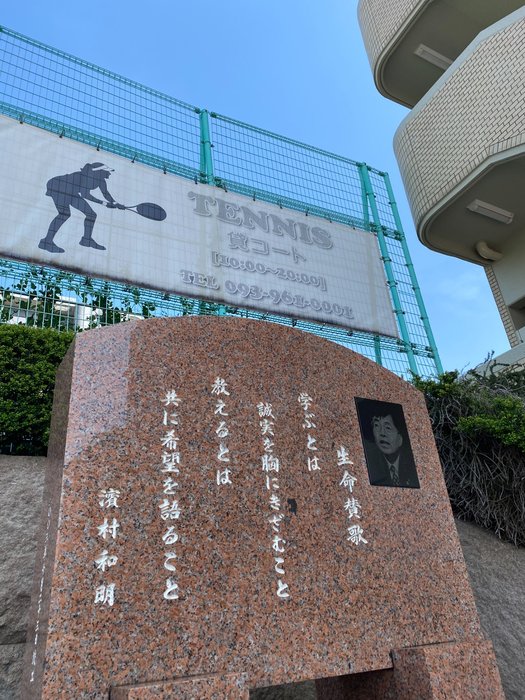 TENNIS
貸コート
[10:00~20:00]
TEL 093-963-0001
生命賛歌
学ぶとは
誠実を胸にきざむこと
教えるとは
共に希望を語ること
濱村和明